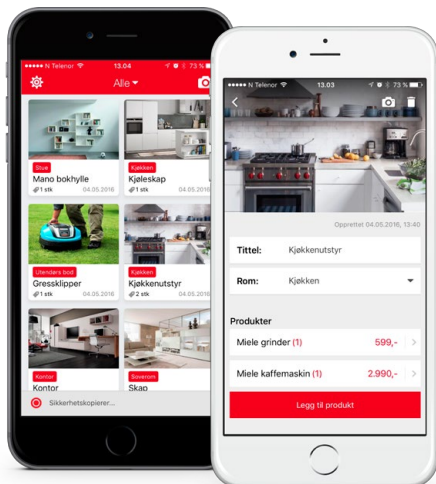 N Telenor 13.04 73 %
Alle
Stue
Mano bokhylle
1 stk 04.05.2016
Kjøkken
Kjøleskap
1 stk 04.05.2016
Utendørs bod
Gressklipper
1 stk 04.05.2016
Kjøkken
Kjøkkenutstyr
2 stk 04.05.2016
Kontor
Kontor
Soverom
Skap
Sikkerhetskopierer...
N Telenor 13.03 73 %
Opprettet 04.05.2016, 13:40
Tittel: Kjøkkenutstyr
Rom: Kjøkken
Produkter
Miele grinder (1) 599,-
Miele kaffemaskin (1) 2.990,-
Legg til produkt